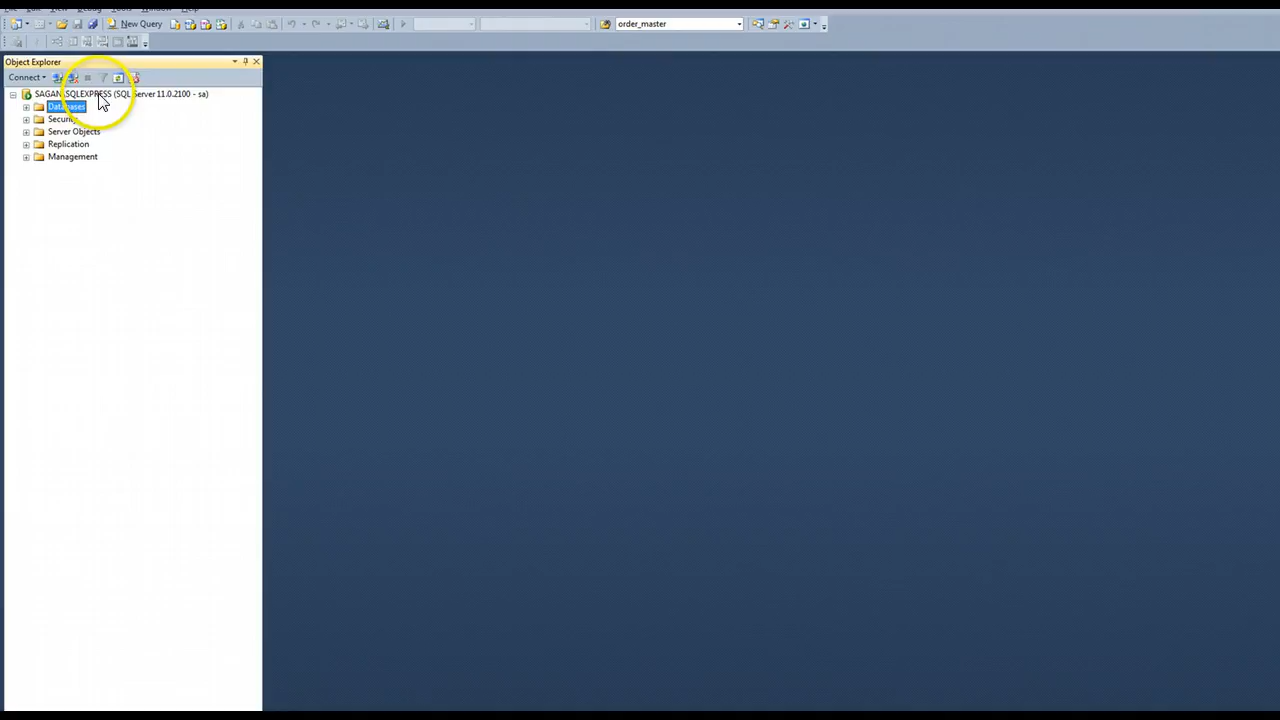 New Query
order_master
Object Explorer
Connect
SAGAN\SQLEXPRESS (SQL Server 11.0.2100 - sa)
Databases
Security
Server Objects
Replication
Management